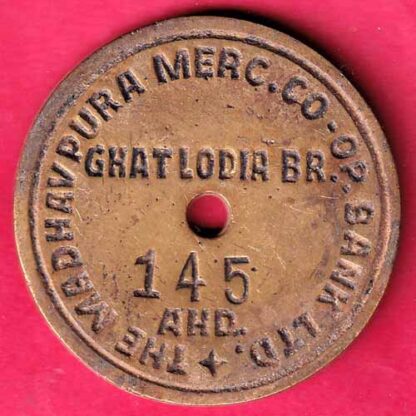 THE MADHAVPURA MERC. CO-OP. BANK LTD. +
GHATLODIA BR.
145
AHD.